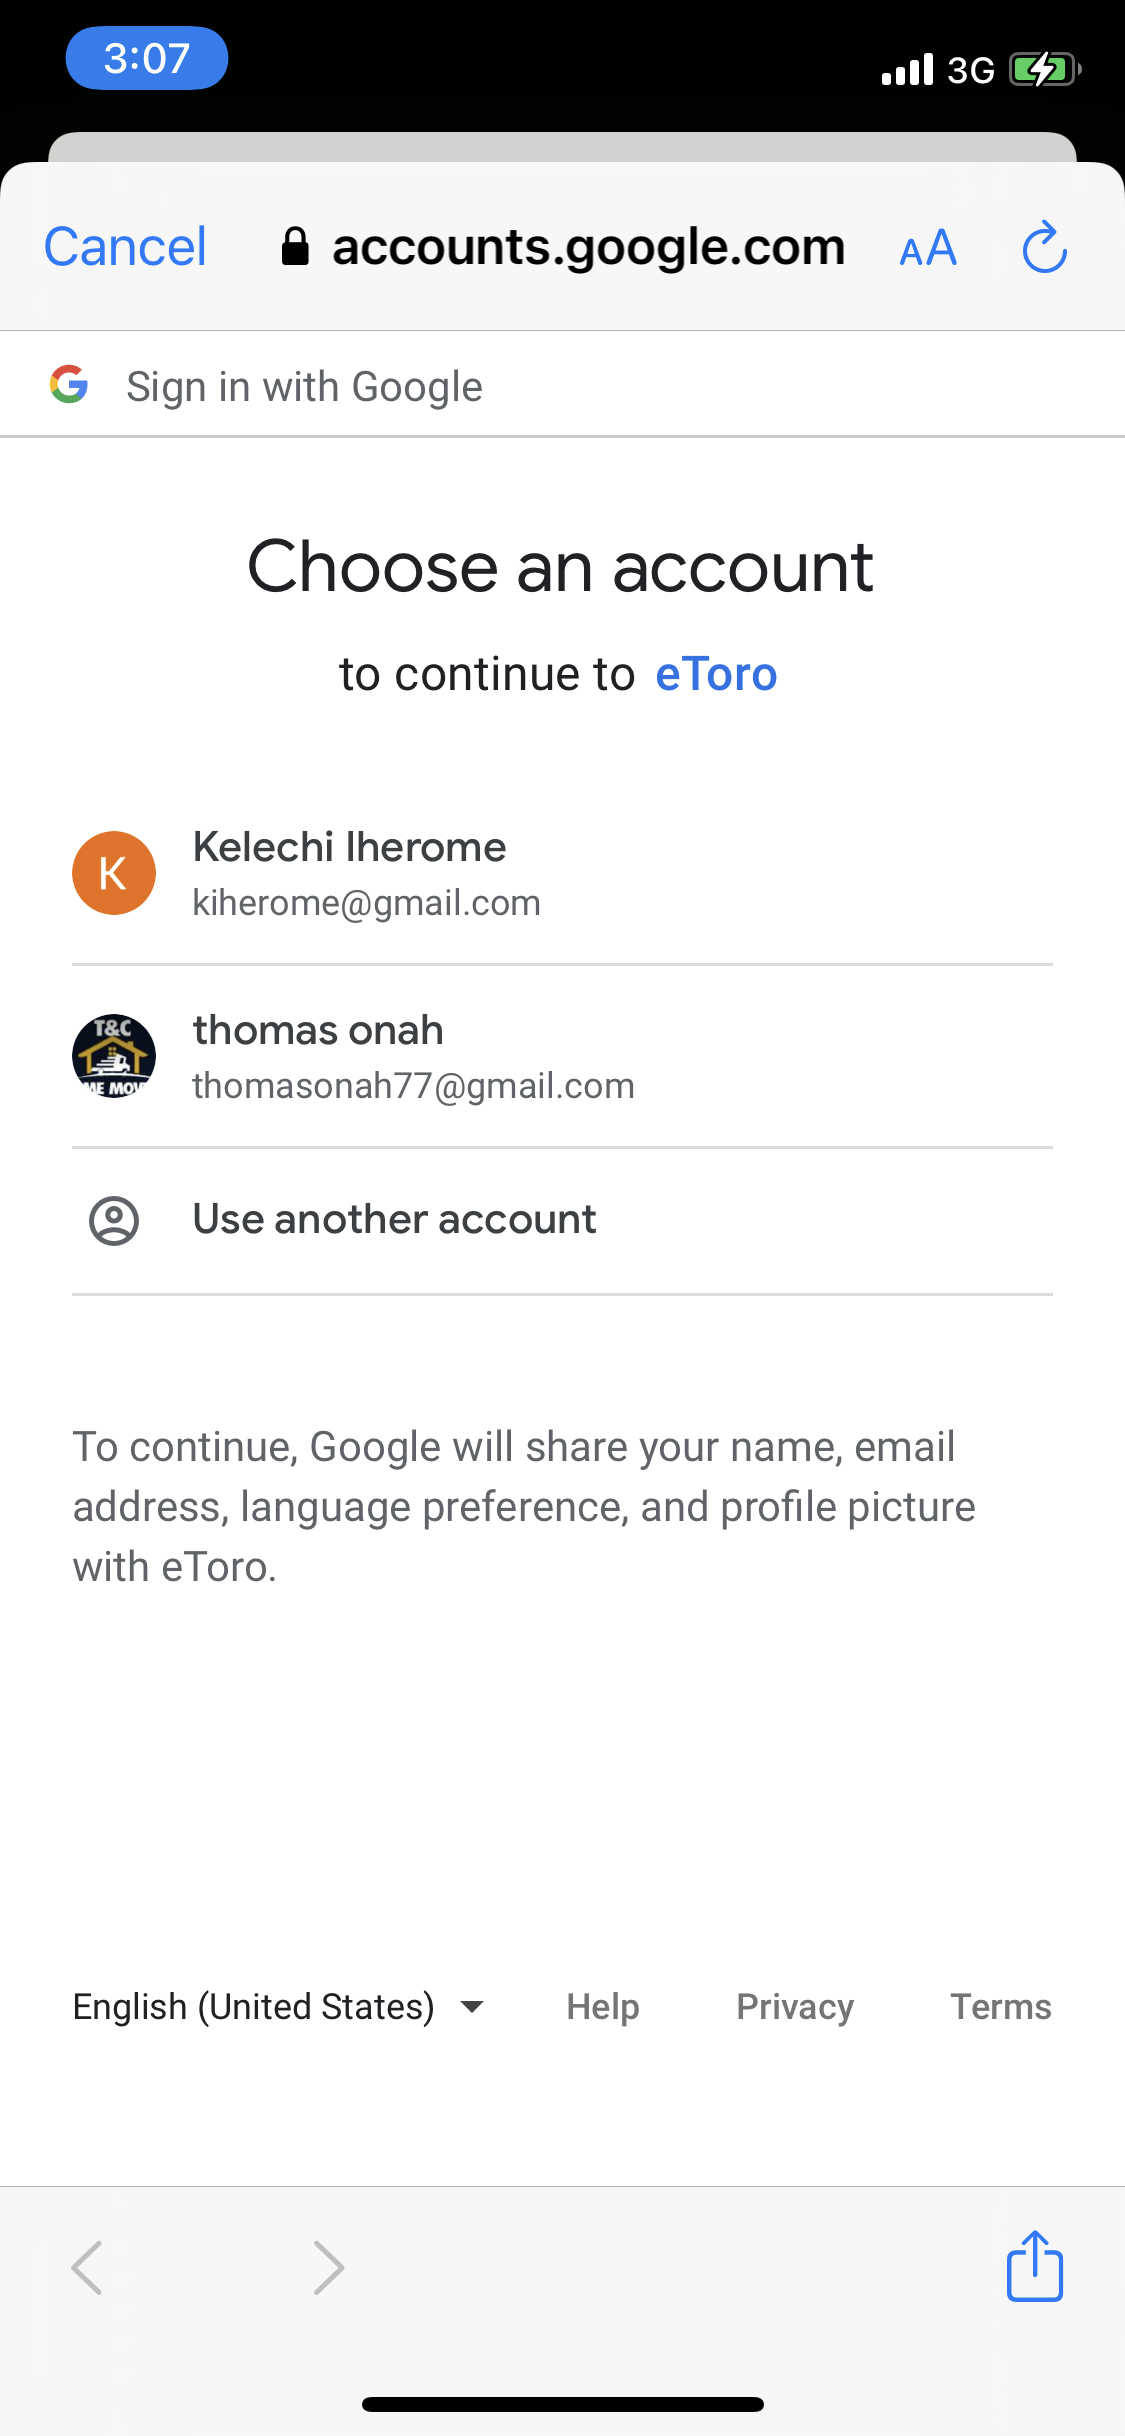 3:07
3G
Cancel
accounts.google.com
AA
Sign in with Google
Choose an account
to continue to eToro
K
Kelechi Iherome
kiherome@gmail.com
T&C
ME MOV
thomas onah
thomasonah77@gmail.com
Use another account
To continue, Google will share your name, email
address, language preference, and profile picture
with eToro.
English (United States)
Help
Privacy
Terms